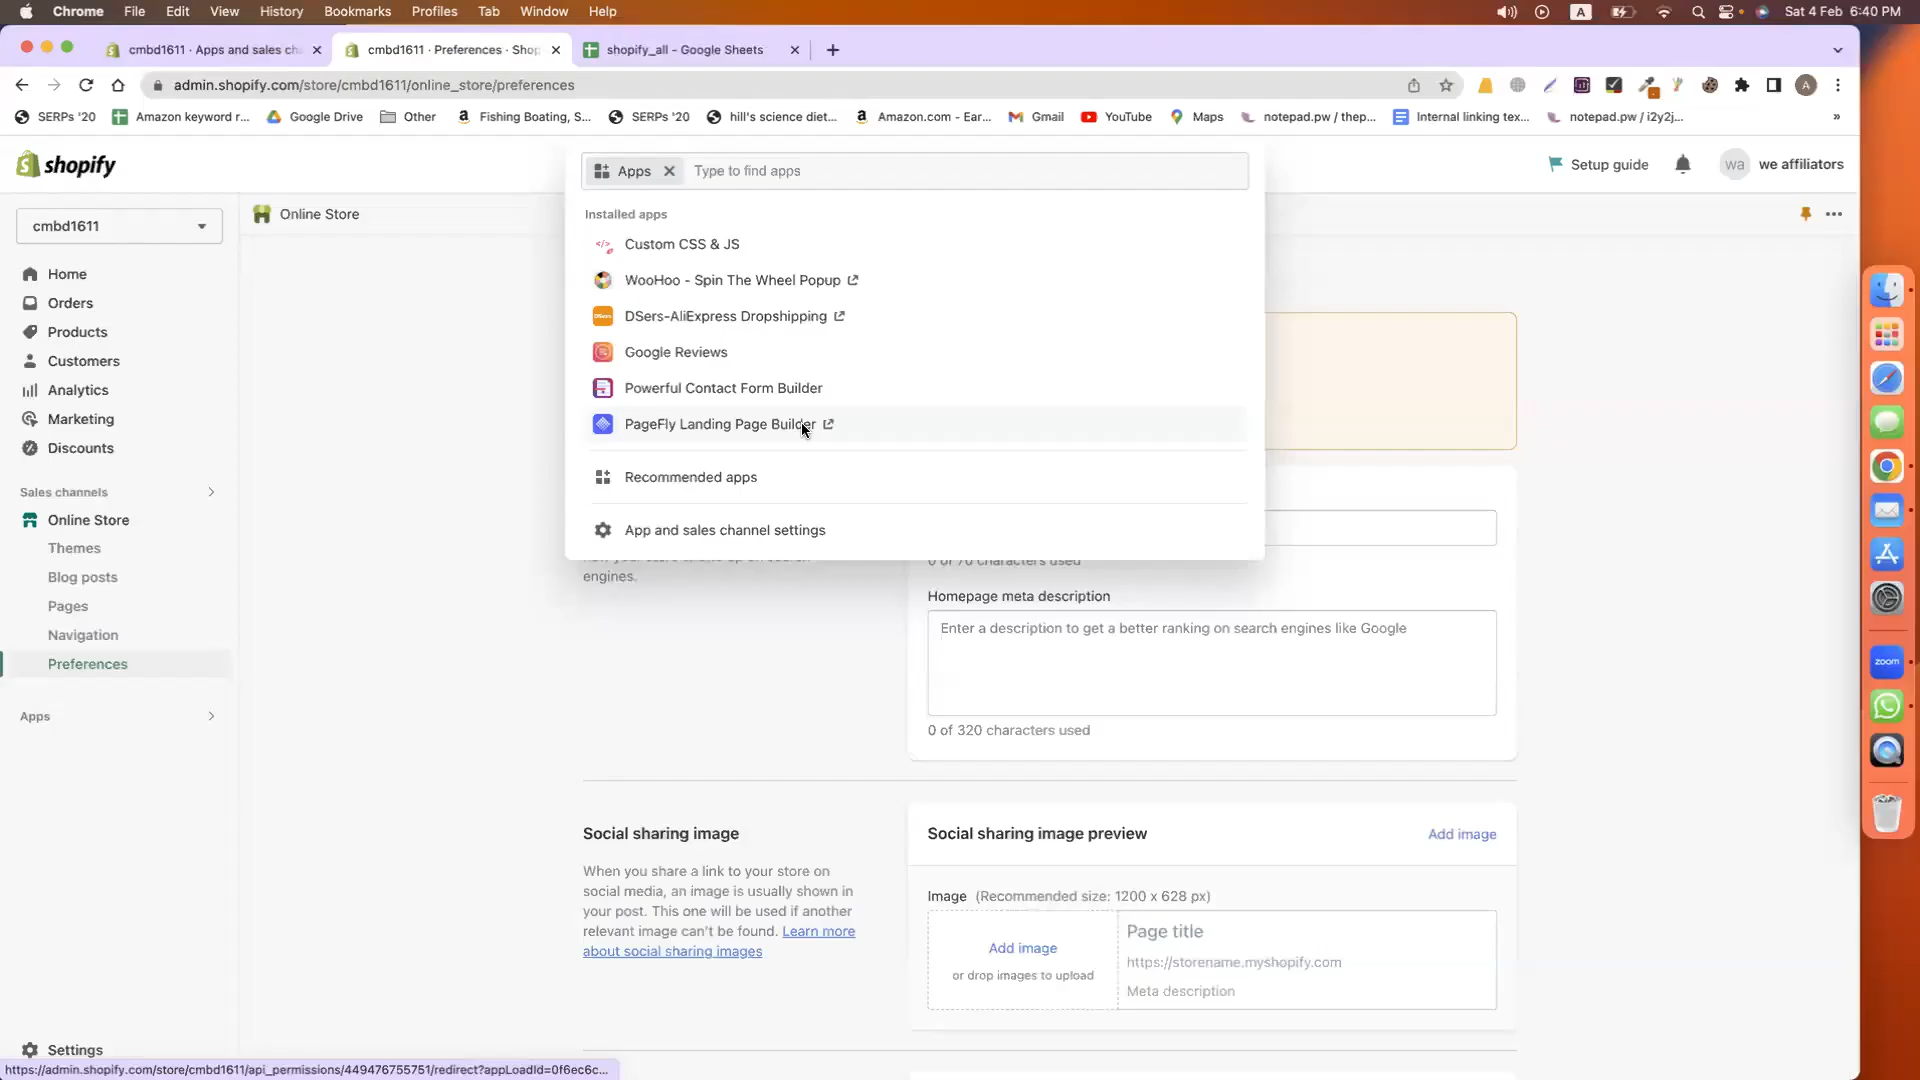 Chrome File Edit View History Bookmarks Profiles Tab Window Help
A Sat 4 Feb 6:40 PM
cmbd1611 · Apps and sales cha
cmbd1611 · Preferences · Shop
shopify_all - Google Sheets
admin.shopify.com/store/cmbd1611/online_store/preferences
A
SERPs '20 Amazon keyword r... Google Drive Other Fishing Boating, S... SERPs '20 hill's science diet... Amazon.com - Ear... Gmail YouTube Maps notepad.pw / thep... Internal linking tex... notepad.pw / i2y2j... »
shopify
Apps Type to find apps
Setup guide
wa we affiliators
cmbd1611
Online Store
Home
Orders
Products
Customers
Analytics
Marketing
Discounts
Sales channels
Online Store
Themes
Blog posts
Pages
Navigation
Preferences
Apps
Settings
Installed apps
Custom CSS & JS
WooHoo - Spin The Wheel Popup
DSers-AliExpress Dropshipping
Google Reviews
Powerful Contact Form Builder
PageFly Landing Page Builder
Recommended apps
App and sales channel settings
engines.
0 of 70 characters used
Homepage meta description
Enter a description to get a better ranking on search engines like Google
0 of 320 characters used
Social sharing image
When you share a link to your store on
social media, an image is usually shown in
your post. This one will be used if another
relevant image can't be found. Learn more
about social sharing images
Social sharing image preview
Add image
Image (Recommended size: 1200 x 628 px)
Add image
or drop images to upload
Page title
https://storename.myshopify.com
Meta description
zoom
https://admin.shopify.com/store/cmbd1611/api_permissions/449476755751/redirect?appLoadId=0f6ec6c...